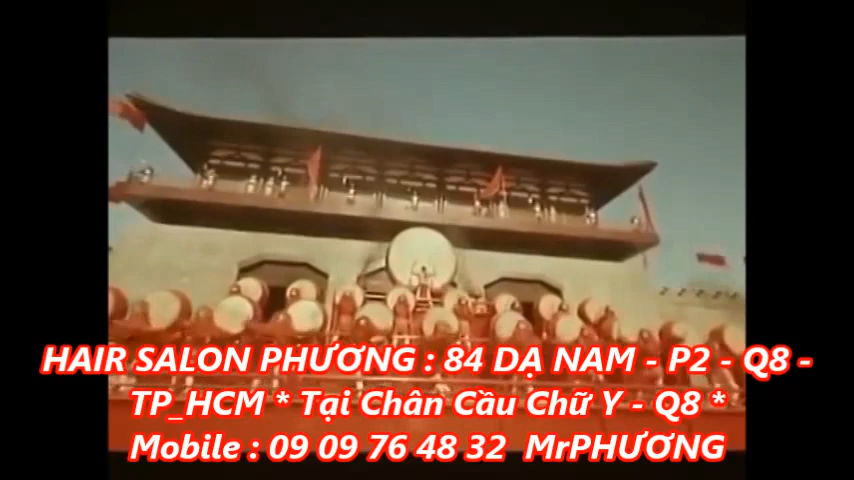 HAIR SALON PHƯƠNG : 84 DẠ NAM - P2 - Q8 -
TP_HCM * Tại Chân Cầu Chữ Y - Q8 *
Mobile : 09 09 76 48 32  MrPHƯƠNG